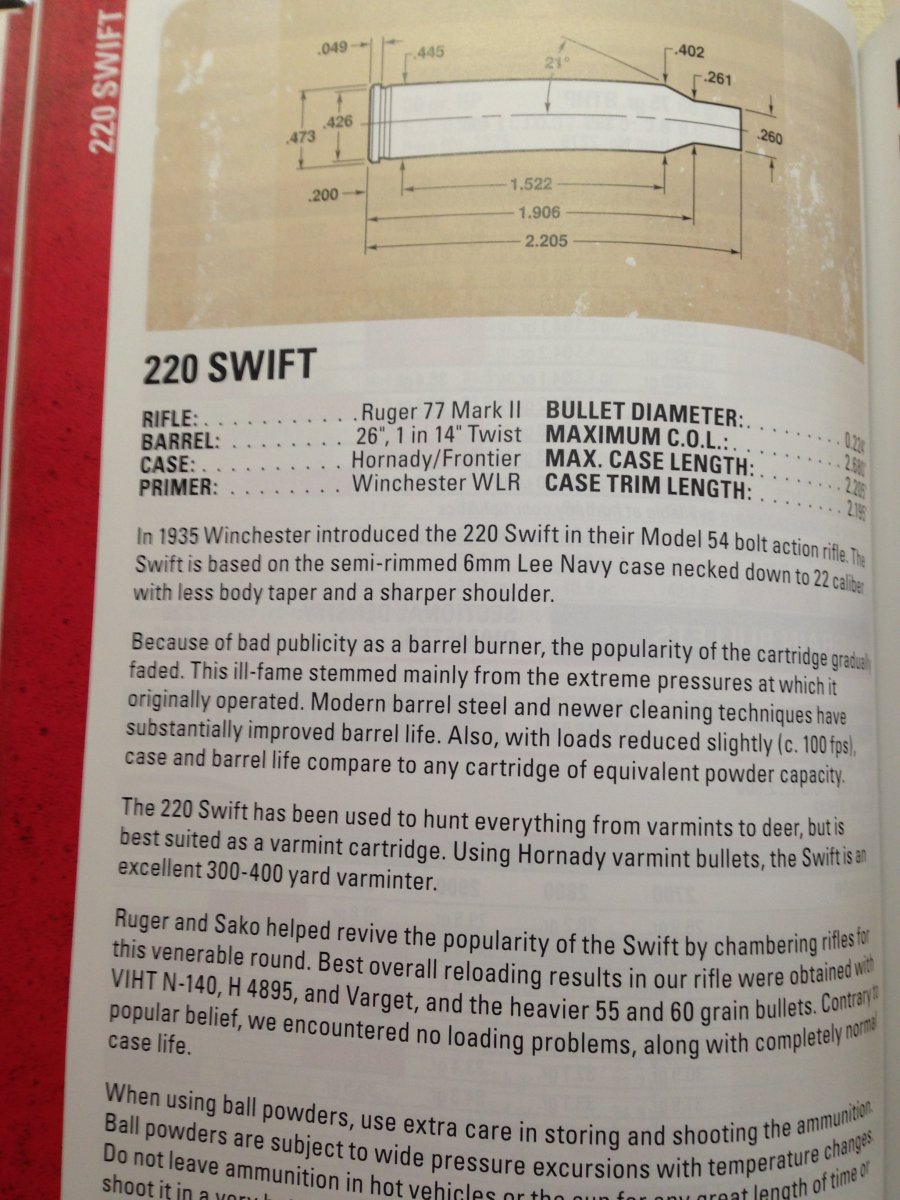 220 SWIFT
.049
.445
21°
.402
.261
.473
.426
.260
.200
1.522
1.906
2.205
220 SWIFT
RIFLE: . . . . . . . . . . . Ruger 77 Mark II
BARREL: . . . . . . . . 26", 1 in 14" Twist
CASE: . . . . . . . . . . Hornady/Frontier
PRIMER: . . . . . . . . Winchester WLR
BULLET DIAMETER: . . . . . . . . 0.224"
MAXIMUM C.O.L.: . . . . . . . . . 2.680"
MAX. CASE LENGTH: . . . . . . . 2.205"
CASE TRIM LENGTH: . . . . . . . 2.195"
In 1935 Winchester introduced the 220 Swift in their Model 54 bolt action rifle. The
Swift is based on the semi-rimmed 6mm Lee Navy case necked down to 22 caliber
with less body taper and a sharper shoulder.
Because of bad publicity as a barrel burner, the popularity of the cartridge gradually
faded. This ill-fame stemmed mainly from the extreme pressures at which it
originally operated. Modern barrel steel and newer cleaning techniques have
substantially improved barrel life. Also, with loads reduced slightly (c. 100 fps),
case and barrel life compare to any cartridge of equivalent powder capacity.
The 220 Swift has been used to hunt everything from varmints to deer, but is
best suited as a varmint cartridge. Using Hornady varmint bullets, the Swift is an
excellent 300-400 yard varminter.
Ruger and Sako helped revive the popularity of the Swift by chambering rifles for
this venerable round. Best overall reloading results in our rifle were obtained with
VIHT N-140, H 4895, and Varget, and the heavier 55 and 60 grain bullets. Contrary to
popular belief, we encountered no loading problems, along with completely normal
case life.
When using ball powders, use extra care in storing and shooting the ammunition.
Ball powders are subject to wide pressure excursions with temperature changes.
Do not leave ammunition in hot vehicles or the sun for any great length of time or
shoot it in a very